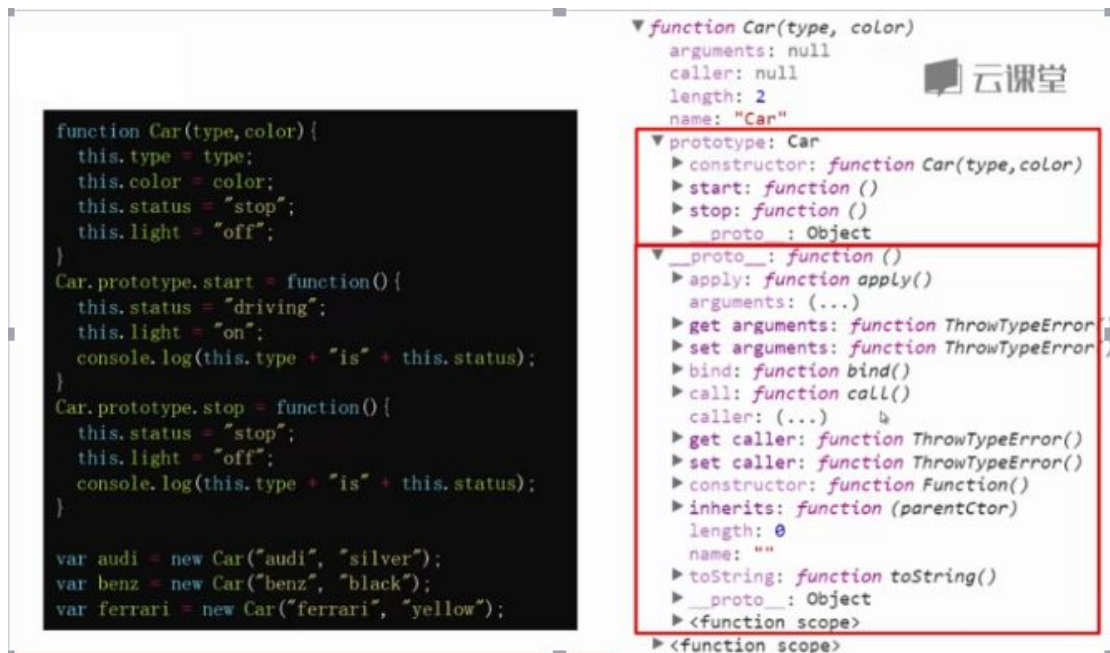 function Car(type,color){
this.type = type;
this.color = color;
this.status = "stop";
this.light = "off";
}
Car.prototype.start = function(){
this.status = "driving";
this.light = "on";
console.log(this.type + "is" + this.status);
}
Car.prototype.stop = function(){
this.status = "stop";
this.light = "off";
console.log(this.type + "is" + this.status);
}
var audi = new Car("audi", "silver");
var benz = new Car("benz", "black");
var ferrari = new Car("ferrari", "yellow");
▼ function Car(type, color)
arguments: null
caller: null
length: 2
name: "Car"
云课堂
▼ prototype: Car
▶ constructor: function Car(type,color)
▶ start: function ()
▶ stop: function ()
▶ __proto__: Object
▼ __proto__: function ()
▶ apply: function apply()
arguments: (...)
▶ get arguments: function ThrowTypeError()
▶ set arguments: function ThrowTypeError()
▶ bind: function bind()
▶ call: function call()
caller: (...)
▶ get caller: function ThrowTypeError()
▶ set caller: function ThrowTypeError()
▶ constructor: function Function()
▶ inherits: function (parentCtor)
length: 0
name: ""
▶ toString: function toString()
▶ __proto__: Object
▶ <function scope>
▶ <function scope>